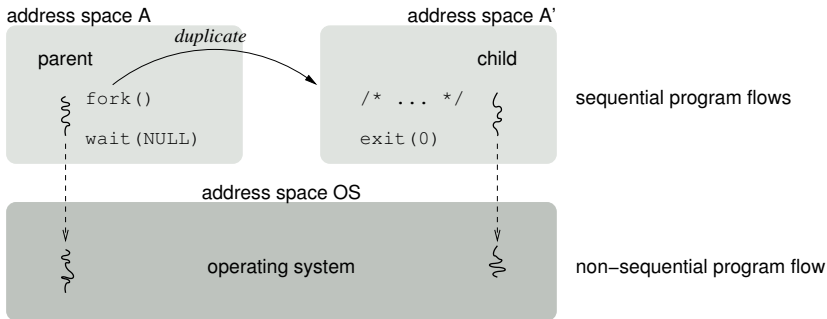 address space A
address space A'
duplicate
parent
child
fork()
/* ... */
sequential program flows
wait(NULL)
exit(0)
address space OS
operating system
non−sequential program flow